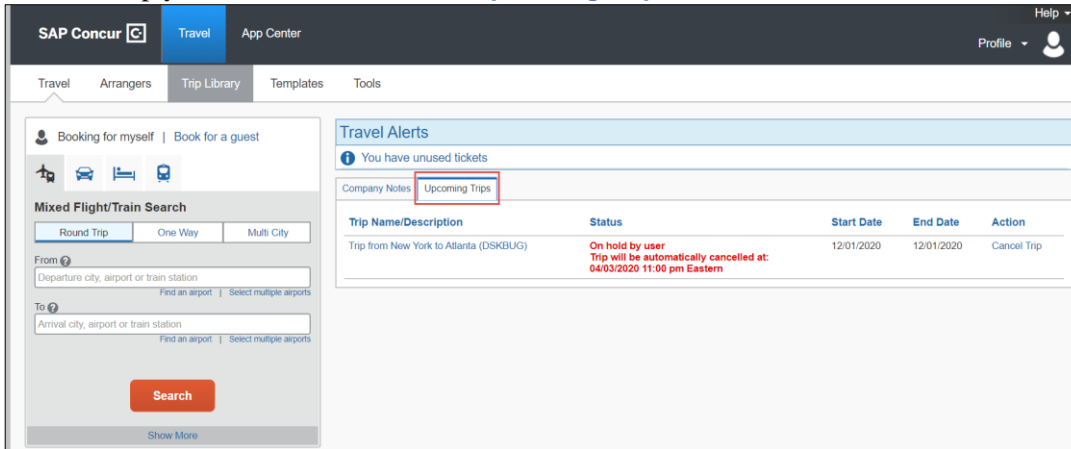 Help
SAP Concur C Travel App Center
Profile
Travel Arrangers Trip Library Templates Tools
Booking for myself | Book for a guest
Mixed Flight/Train Search
Round Trip One Way Multi City
From ?
Departure city, airport or train station
Find an airport | Select multiple airports
To ?
Arrival city, airport or train station
Find an airport | Select multiple airports
Search
Show More
Travel Alerts
You have unused tickets
Company Notes Upcoming Trips
Trip Name/Description Status Start Date End Date Action
Trip from New York to Atlanta (DSKBUG) On hold by user 12/01/2020 12/01/2020 Cancel Trip
Trip will be automatically cancelled at:
04/03/2020 11:00 pm Eastern